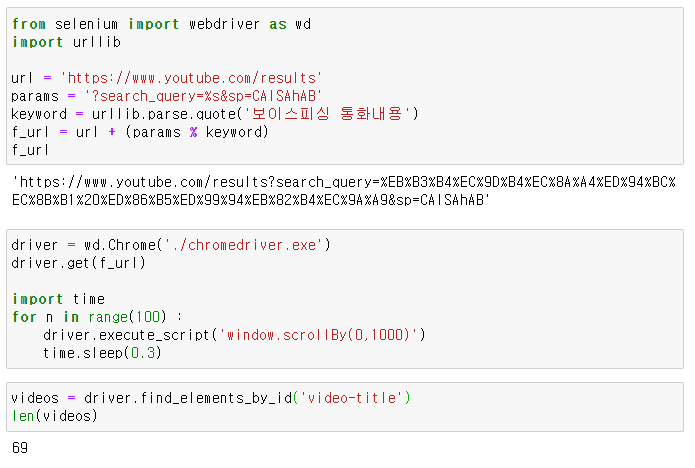 from selenium import webdriver as wd
import urllib
url = 'https://www.youtube.com/results'
params = '?search_query=%s&sp=CAISAhAB'
keyword = urllib.parse.quote('보이스피싱 통화내용')
f_url = url + (params % keyword)
f_url
'https://www.youtube.com/results?search_query=%EB%B3%B4%EC%9D%B4%EC%8A%A4%ED%94%BC%
EC%8B%B1%20%ED%86%B5%ED%99%94%EB%82%B4%EC%9A%A9&sp=CAISAhAB'
driver = wd.Chrome('./chromedriver.exe')
driver.get(f_url)
import time
for n in range(100) :
    driver.execute_script('window.scrollBy(0,1000)')
    time.sleep(0.3)
videos = driver.find_elements_by_id('video-title')
len(videos)
69